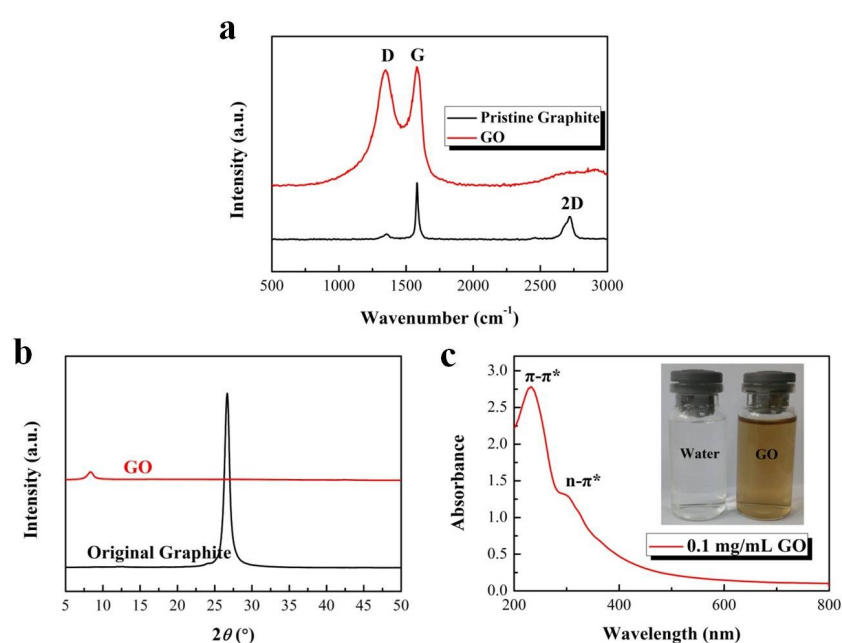 a
D G
Pristine Graphite
GO
2D
Intensity (a.u.)
500 1000 1500 2000 2500 3000
Wavenumber (cm⁻¹)
b
GO
Original Graphite
Intensity (a.u.)
5 10 15 20 25 30 35 40 45 50
2θ (°)
c
3.0
2.5
2.0
1.5
1.0
0.5
0.0
π-π*
n-π*
Water GO
0.1 mg/mL GO
Absorbance
200 400 600 800
Wavelength (nm)